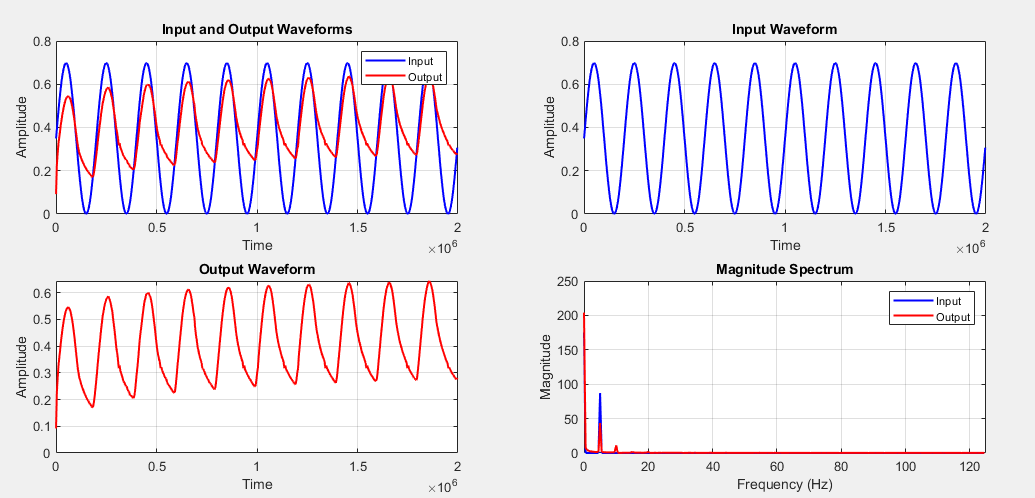 Input and Output Waveforms
0.8
0.6
0.4
0.2
0
Amplitude
Input
Output
0 0.5 1 1.5 2
Time
×10^6
Input Waveform
0.8
0.6
0.4
0.2
0
Amplitude
0 0.5 1 1.5 2
Time
×10^6
Output Waveform
0.6
0.5
0.4
0.3
0.2
0.1
0
Amplitude
0 0.5 1 1.5 2
Time
×10^6
Magnitude Spectrum
250
200
150
100
50
0
Magnitude
Input
Output
0 20 40 60 80 100 120
Frequency (Hz)